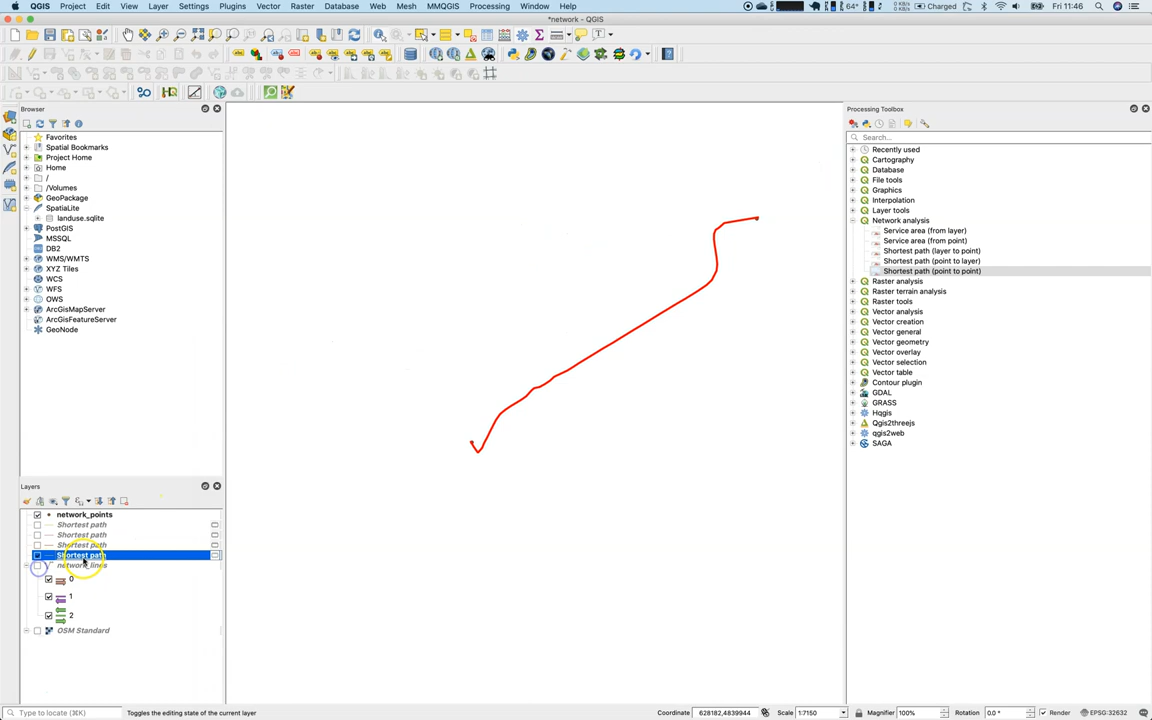 QGIS Project Edit View Layer Settings Plugins Vector Raster Database Web Mesh MMQGIS Processing Window Help 64° Charged Fri 11:46
*network - QGIS
Browser
Favorites
Spatial Bookmarks
Project Home
Home
/
/Volumes
GeoPackage
SpatiaLite
landuse.sqlite
PostGIS
MSSQL
DB2
WMS/WMTS
XYZ Tiles
WCS
WFS
OWS
ArcGisMapServer
ArcGisFeatureServer
GeoNode
Layers
network_points
Shortest path
Shortest path
Shortest path
Shortest path
network_lines
0
1
2
OSM Standard
Processing Toolbox
Search...
Recently used
Cartography
Database
File tools
Graphics
Interpolation
Layer tools
Network analysis
Service area (from layer)
Service area (from point)
Shortest path (layer to point)
Shortest path (point to layer)
Shortest path (point to point)
Raster analysis
Raster terrain analysis
Raster tools
Vector analysis
Vector creation
Vector general
Vector geometry
Vector overlay
Vector selection
Vector table
Contour plugin
GDAL
GRASS
Hqgis
Qgis2threejs
qgis2web
SAGA
Type to locate (⌘K) Toggles the editing state of the current layer Coordinate 628182,4839944 Scale 1:7150 Magnifier 100% Rotation 0.0 ° Render EPSG:32632